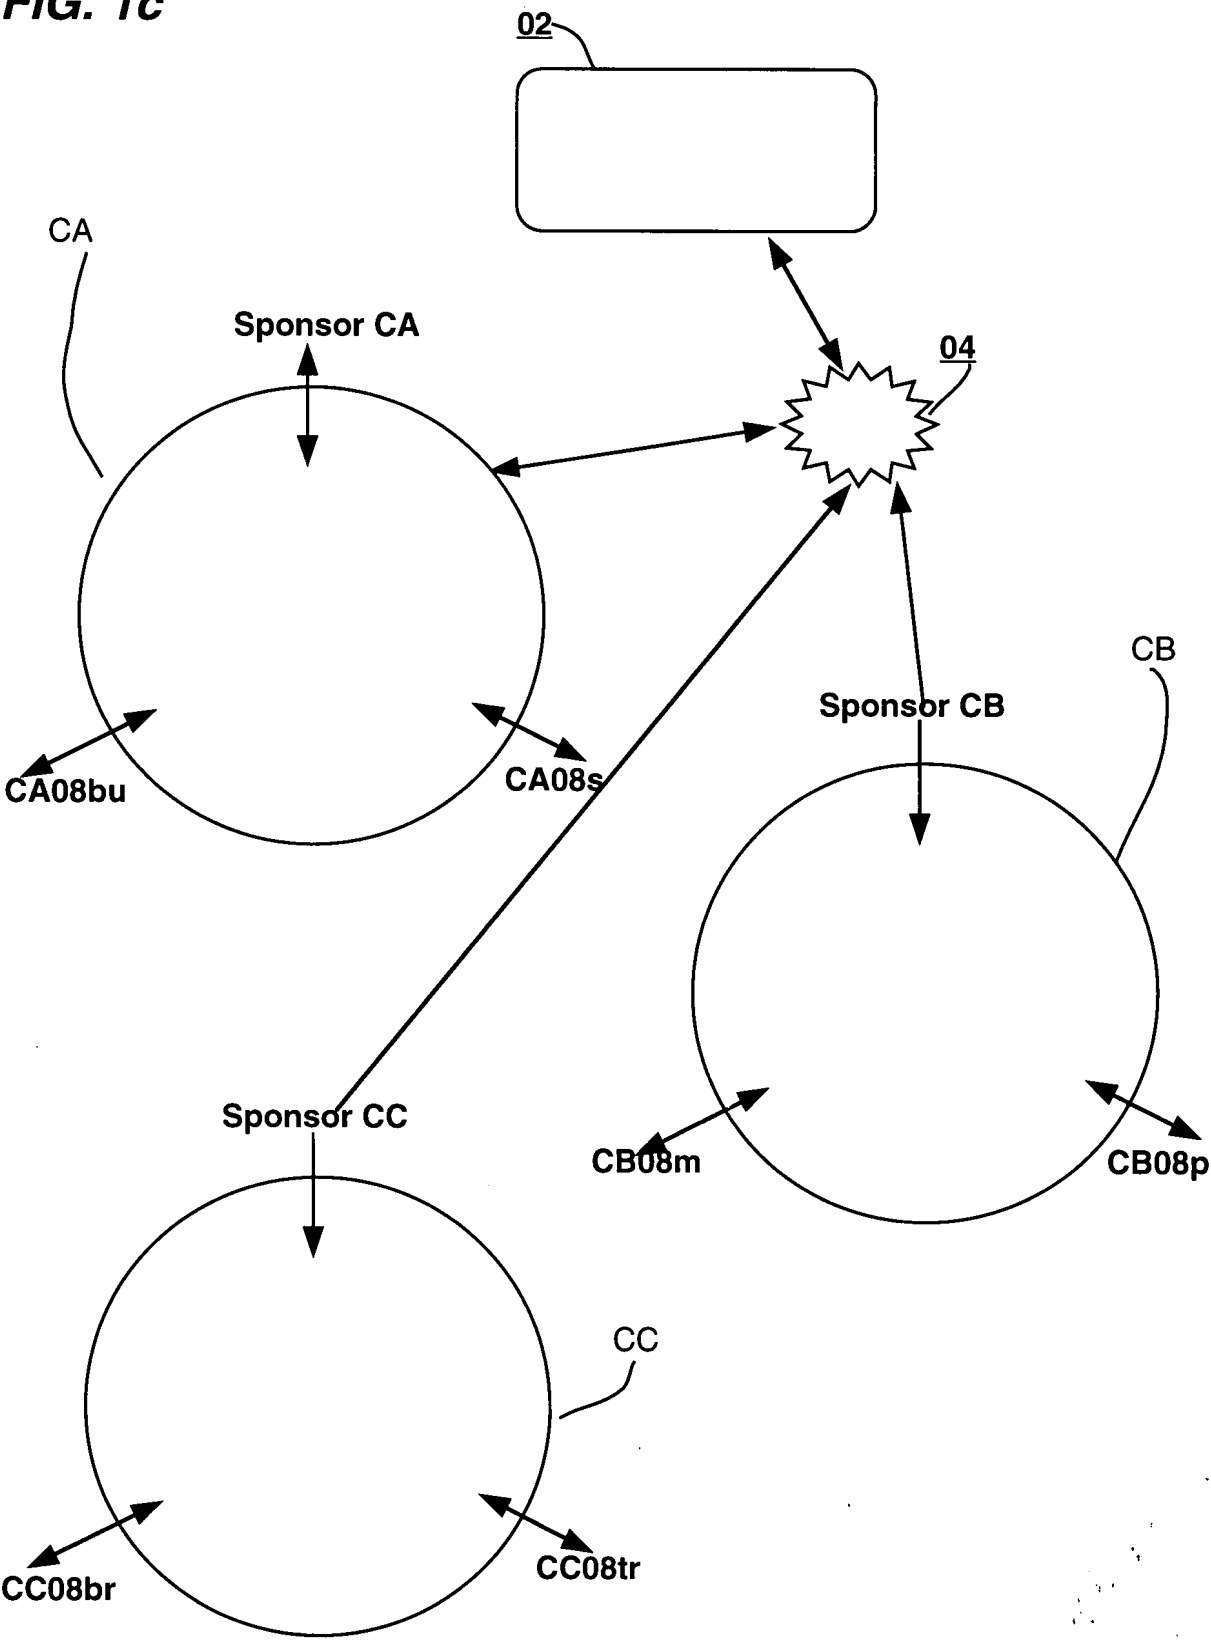 FIG. 1c
02
CA
Sponsor CA
04
CB
Sponsor CB
CA08bu
CA08s
Sponsor CC
CB08m
CB08p
CC
CC08br
CC08tr